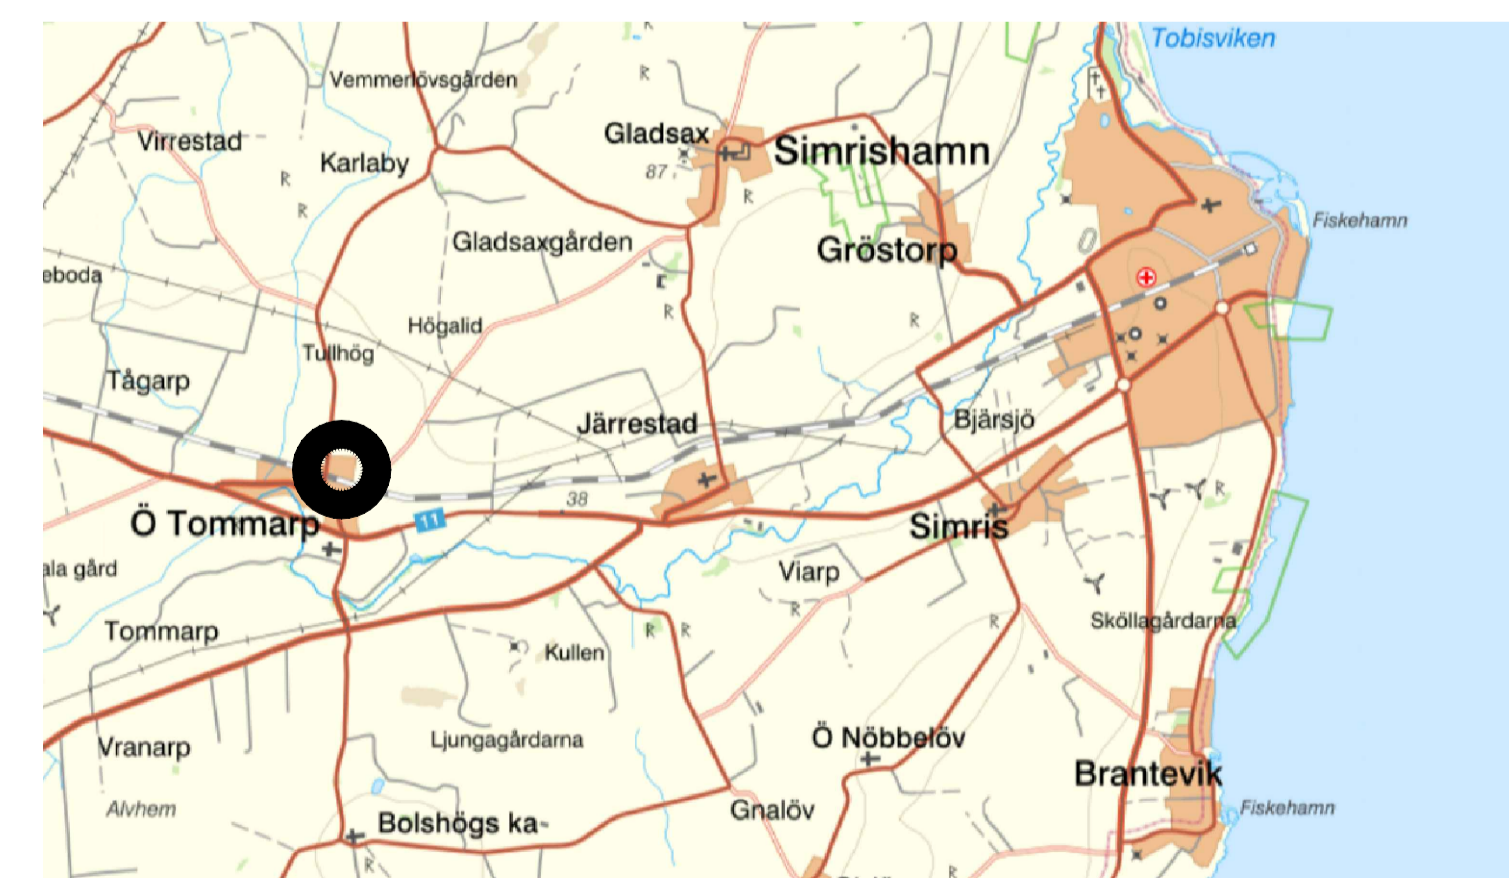 Tobisviken
Vemmerlövsgården
Virrestad
Gladsax
Simrishamn
Karlaby
87
Fiskehamn
Gladsaxgården
Gröstorp
eboda
Högalid
Tullhög
Tågarp
Järrestad
Bjärsjö
38
Ö Tommarp
11
Simris
ala gård
Viarp
Sköllagårdarna
Tommarp
Kullen
Ö Nöbbelöv
Ljungagårdarna
Vranarp
Brantevik
Alvhem
Gnalöv
Fiskehamn
Bolshögs ka-